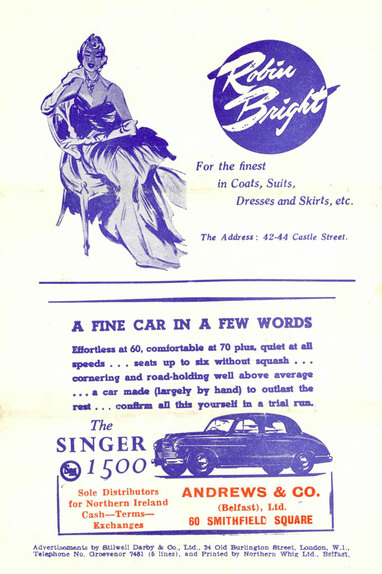 Robin
Bright
For the finest
in Coats, Suits,
Dresses and Skirts, etc.
The Address : 42-44 Castle Street.
A FINE CAR IN A FEW WORDS
Effortless at 60, comfortable at 70 plus, quiet at all
speeds . . . seats up to six without squash . . .
cornering and road-holding well above average
. . . a car made (largely by hand) to outlast the
rest . . . confirm all this yourself in a trial run.
The
SINGER
1500
Sole Distributors
for Northern Ireland
Cash—Terms—
Exchanges
ANDREWS & CO.
(Belfast), Ltd.
60 SMITHFIELD SQUARE
Advertisements by Stilwell Darby & Co., Ltd., 24 Old Burlington Street, London, W.1.,
Telephone No. Grosvenor 7481 (5 lines), and Printed by Northern Whig Ltd., Belfast.